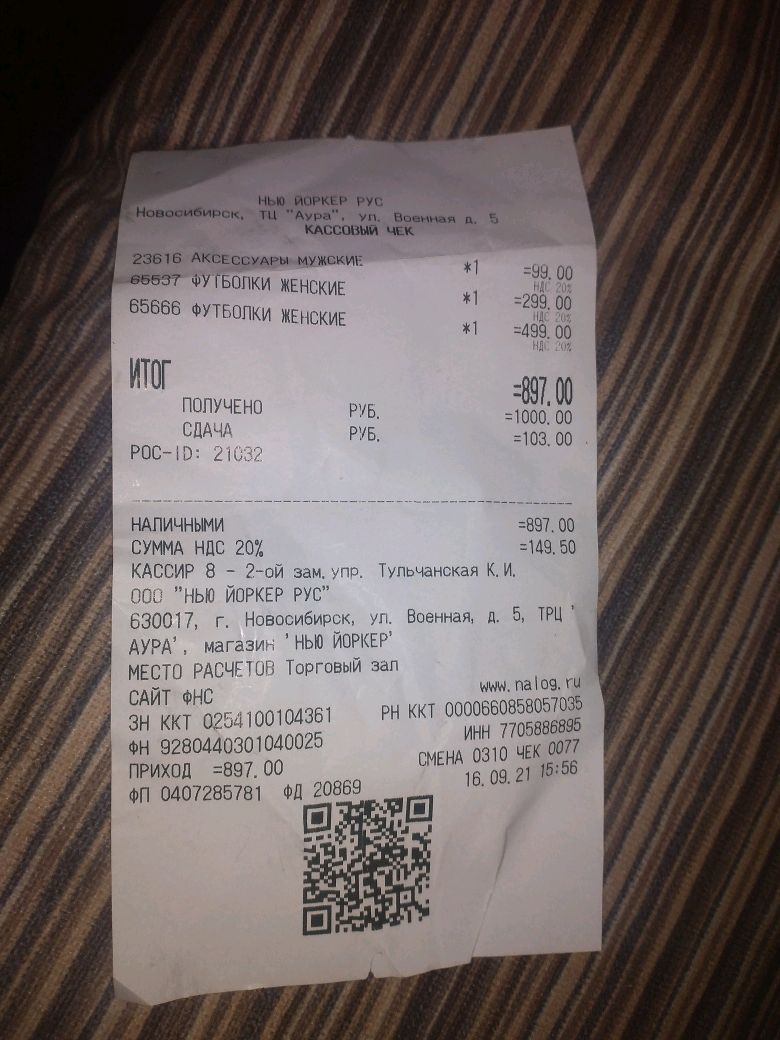 НЬЮ ЙОРКЕР РУС
Новосибирск, ТЦ "Аура", ул. Военная д. 5
КАССОВЫЙ ЧЕК
23616 АКСЕССУАРЫ МУЖСКИЕ *1 =99.00
НДС 20%
65537 ФУТБОЛКИ ЖЕНСКИЕ *1 =299.00
НДС 20%
65666 ФУТБОЛКИ ЖЕНСКИЕ *1 =499.00
НДС 20%
ИТОГ =897.00
ПОЛУЧЕНО РУБ. =1000.00
СДАЧА РУБ. =103.00
POC-ID: 21032
НАЛИЧНЫМИ =897.00
СУММА НДС 20% =149.50
КАССИР 8 - 2-ой зам. упр. Тульчанская К.И.
ООО "НЬЮ ЙОРКЕР РУС"
630017, г. Новосибирск, ул. Военная, д. 5, ТРЦ '
АУРА', магазин 'НЬЮ ЙОРКЕР'
МЕСТО РАСЧЕТОВ Торговый зал
САЙТ ФНС www.nalog.ru
ЗН ККТ 0254100104361 РН ККТ 0000660858057035
ФН 9280440301040025 ИНН 7705886895
ПРИХОД =897.00 СМЕНА 0310 ЧЕК 0077
ФП 0407285781 ФД 20869 16.09.21 15:56